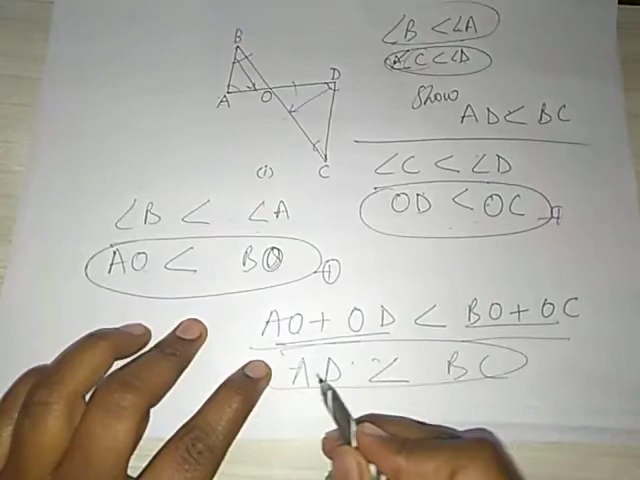 ∠B < ∠A
∠C < ∠D
Show
AD < BC
B
D
A
O
C
(i)
∠C < ∠D
OD < OC
∠B < ∠A
AO < BO
AO + OD < BO + OC
AD < BC